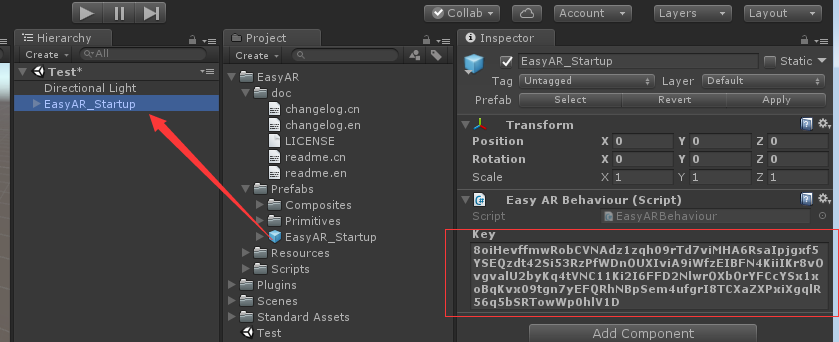 Collab
Account
Layers
Layout
Hierarchy
Create
All
Test*
Directional Light
EasyAR_Startup
Project
Create
EasyAR
doc
changelog.cn
changelog.en
LICENSE
readme.cn
readme.en
Prefabs
Composites
Primitives
EasyAR_Startup
Resources
Scripts
Plugins
Scenes
Standard Assets
Test
Inspector
EasyAR_Startup
Static
Tag Untagged Layer Default
Prefab Select Revert Apply
Transform
Position X 0 Y 0 Z 0
Rotation X 0 Y 0 Z 0
Scale X 1 Y 1 Z 1
Easy AR Behaviour (Script)
Script EasyARBehaviour
Key
8oiHevffmwRobCVNAdz1zqh09rTd7viMHA6RsaIpjgxf5
YSEQzdt42Si53RzPfWDnOUXIviA9iWfzEIBFN4KiiIKr8vO
vgvalU2byKq4tVNC11Ki2I6FFD2NlwrOXbOrYFCcYSx1x
oBqKvx09tgn7yEFQRhNBpSem4ufgrI8TCXaZXPxiXgqlR
56q5bSRTowWp0hlV1D
Add Component